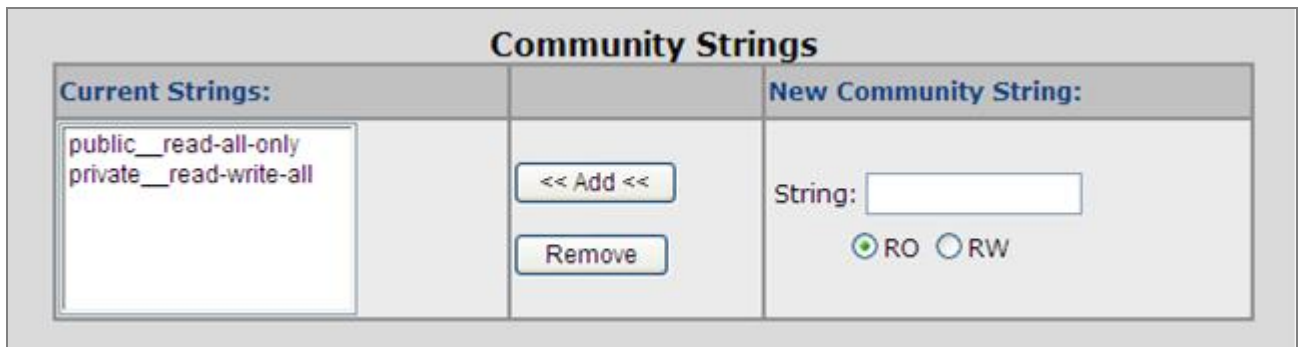 Community Strings
Current Strings:
New Community String:
public__read-all-only
private__read-write-all
<< Add <<
Remove
String:
RO RW